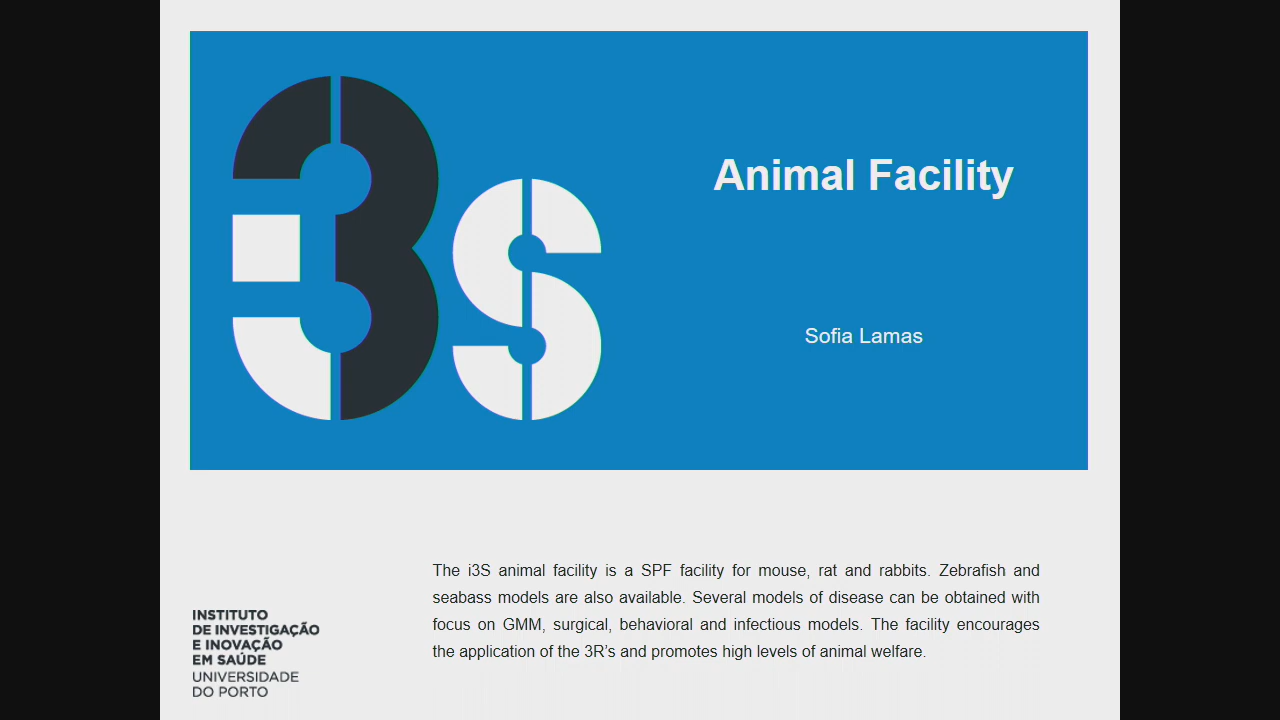 i3s
Animal Facility
Sofia Lamas
The i3S animal facility is a SPF facility for mouse, rat and rabbits. Zebrafish and
seabass models are also available. Several models of disease can be obtained with
focus on GMM, surgical, behavioral and infectious models. The facility encourages
the application of the 3R’s and promotes high levels of animal welfare.
INSTITUTO
DE INVESTIGAÇÃO
E INOVAÇÃO
EM SAÚDE
UNIVERSIDADE
DO PORTO